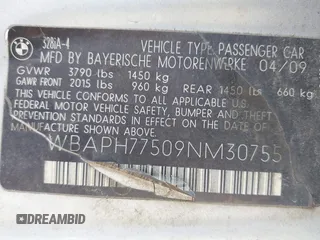 328iA-4 VEHICLE TYPE PASSENGER CAR
MFD BY BAYERISCHE MOTORENWERKE 04/09
GVWR 3790 lbs 1450 kg
GAWR FRONT 2015 lbs 960 kg REAR 1450 lbs 660 kg
THIS VEHICLE CONFORMS TO ALL APPLICABLE U.S.
FEDERAL MOTOR VEHICLE SAFETY, BUMPER, AND THEFT
PREVENTION STANDARDS IN EFFECT ON THE DATE OF
MANUFACTURE SHOWN ABOVE.
WBAPH77509NM30755
DREAMBID